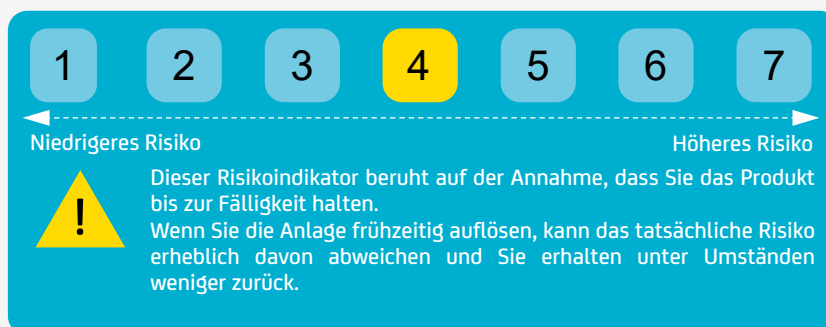 1 2 3 4 5 6 7
Niedrigeres Risiko Höheres Risiko
!
Dieser Risikoindikator beruht auf der Annahme, dass Sie das Produkt
bis zur Fälligkeit halten.
Wenn Sie die Anlage frühzeitig auflösen, kann das tatsächliche Risiko
erheblich davon abweichen und Sie erhalten unter Umständen
weniger zurück.